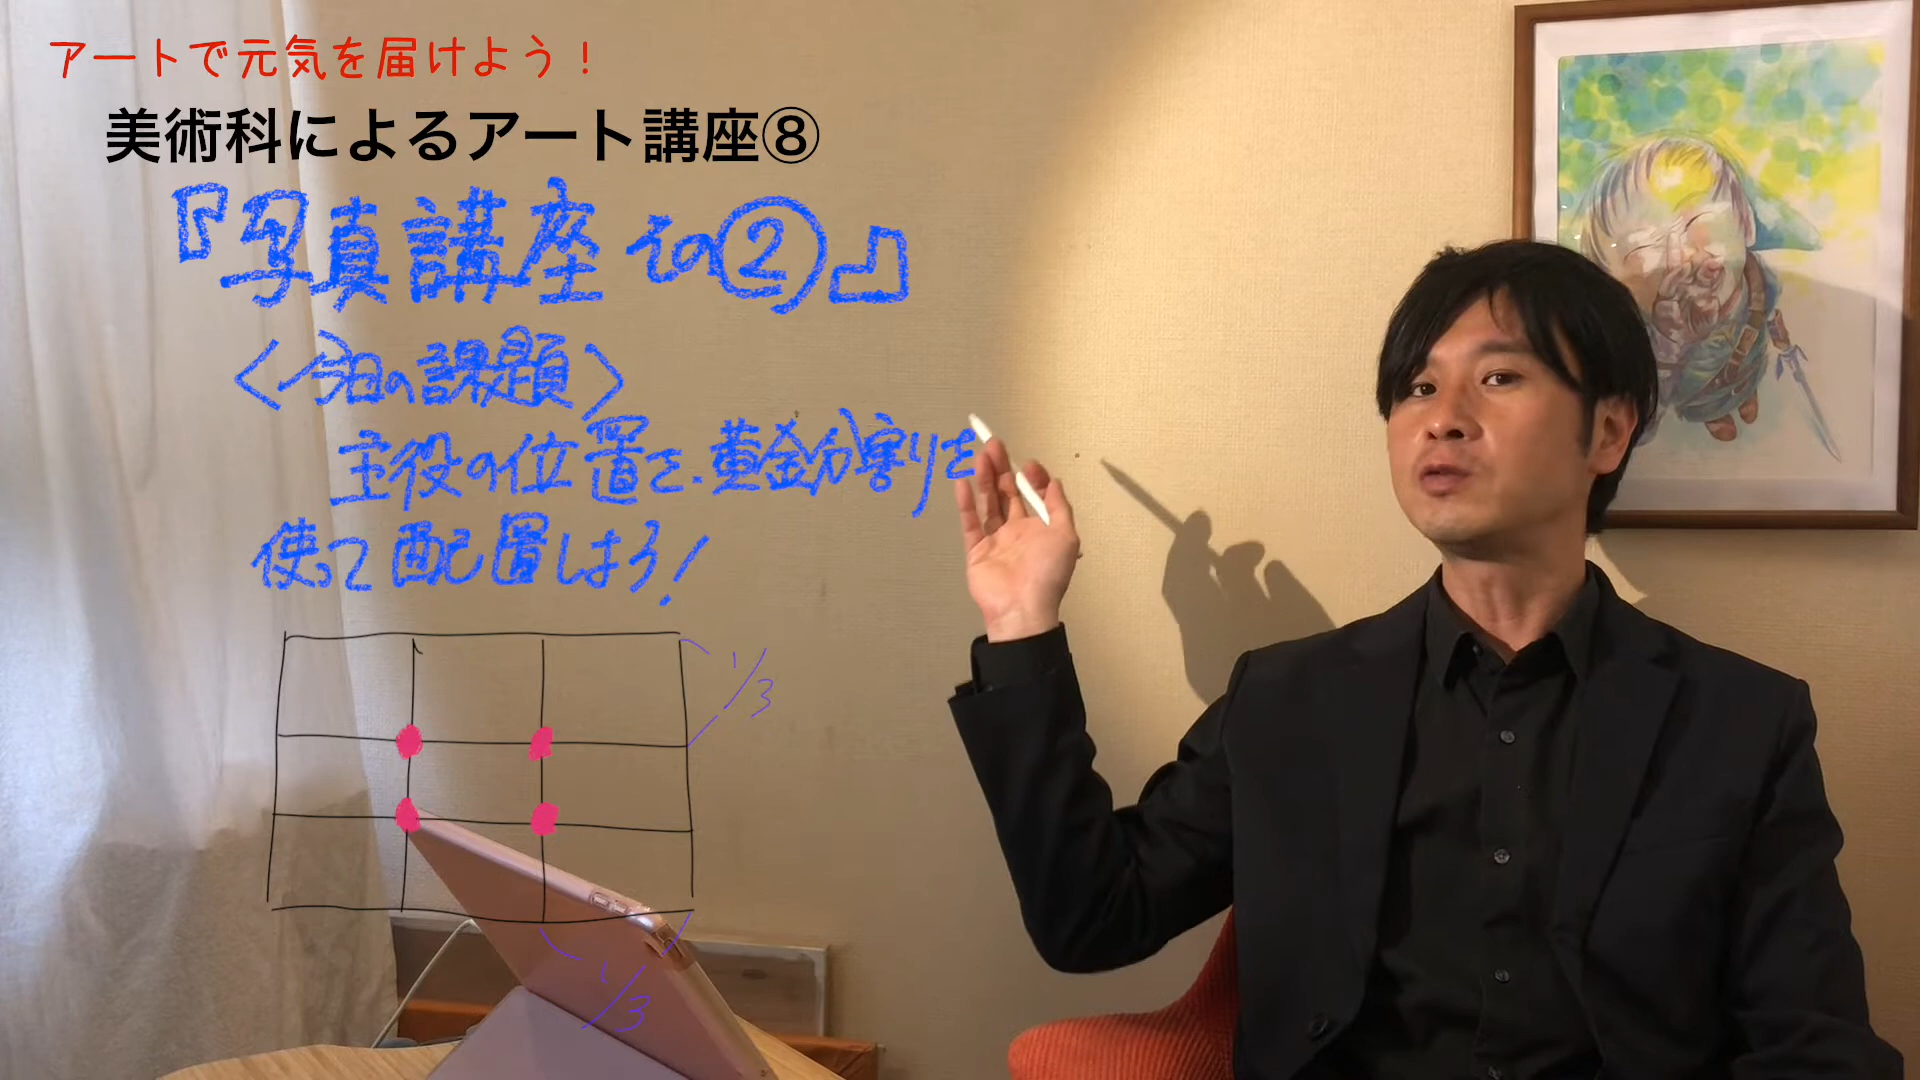 アートで元気を届けよう！
美術科によるアート講座⑧
『写真講座その②』
＜今日の課題＞
主役の位置を、黄金分割りを
使って配置しよう！
1/3
1/3